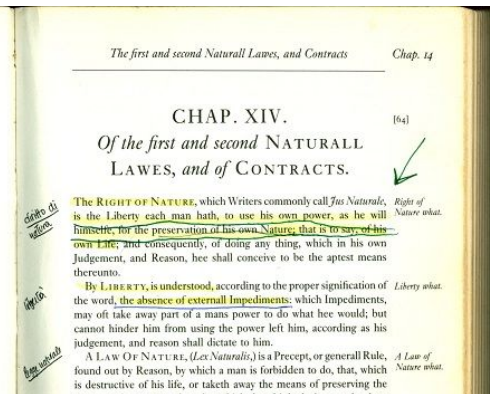 The first and second Naturall Lawes, and Contracts Chap. 14
CHAP. XIV. [64]
Of the first and second NATURALL
LAWES, and of CONTRACTS.
The RIGHT OF NATURE, which Writers commonly call Jus Naturale, Right of
is the Liberty each man hath, to use his own power, as he will Nature what.
diritto di
natura
himselfe, for the preservation of his own Nature; that is to say, of his
own Life; and consequently, of doing any thing, which in his own
Judgement, and Reason, hee shall conceive to be the aptest means
thereunto.
By LIBERTY, is understood, according to the proper signification of Liberty what.
libertà
the word, the absence of externall Impediments: which Impediments,
may oft take away part of a mans power to do what hee would; but
cannot hinder him from using the power left him, according as his
judgement, and reason shall dictate to him.
A LAW OF NATURE, (Lex Naturalis,) is a Precept, or generall Rule, A Law of
legge naturale
found out by Reason, by which a man is forbidden to do, that, which Nature what.
is destructive of his life, or taketh away the means of preserving the